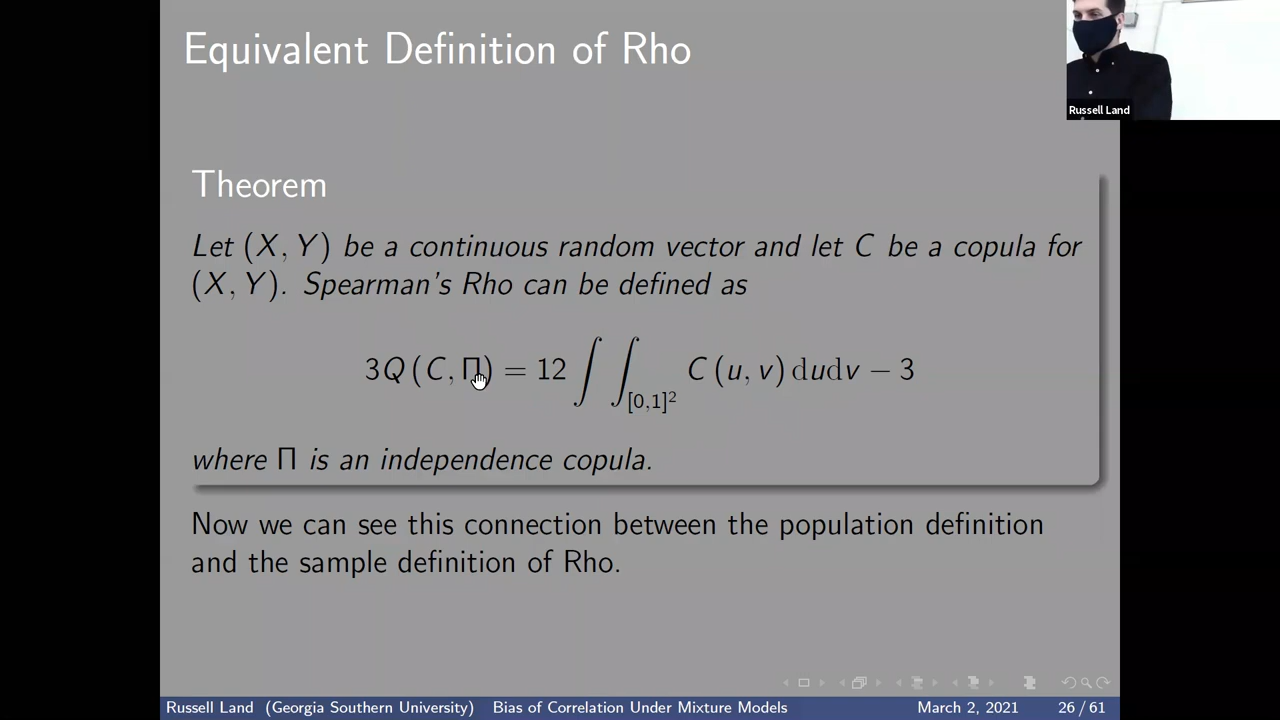 Equivalent Definition of Rho
Russell Land
Theorem
Let (X, Y) be a continuous random vector and let C be a copula for
(X, Y). Spearman's Rho can be defined as
3Q (C, Π) = 12 ∫ ∫_{[0,1]^2} C (u, v) dudv − 3
where Π is an independence copula.
Now we can see this connection between the population definition
and the sample definition of Rho.
Russell Land (Georgia Southern University) Bias of Correlation Under Mixture Models March 2, 2021 26 / 61